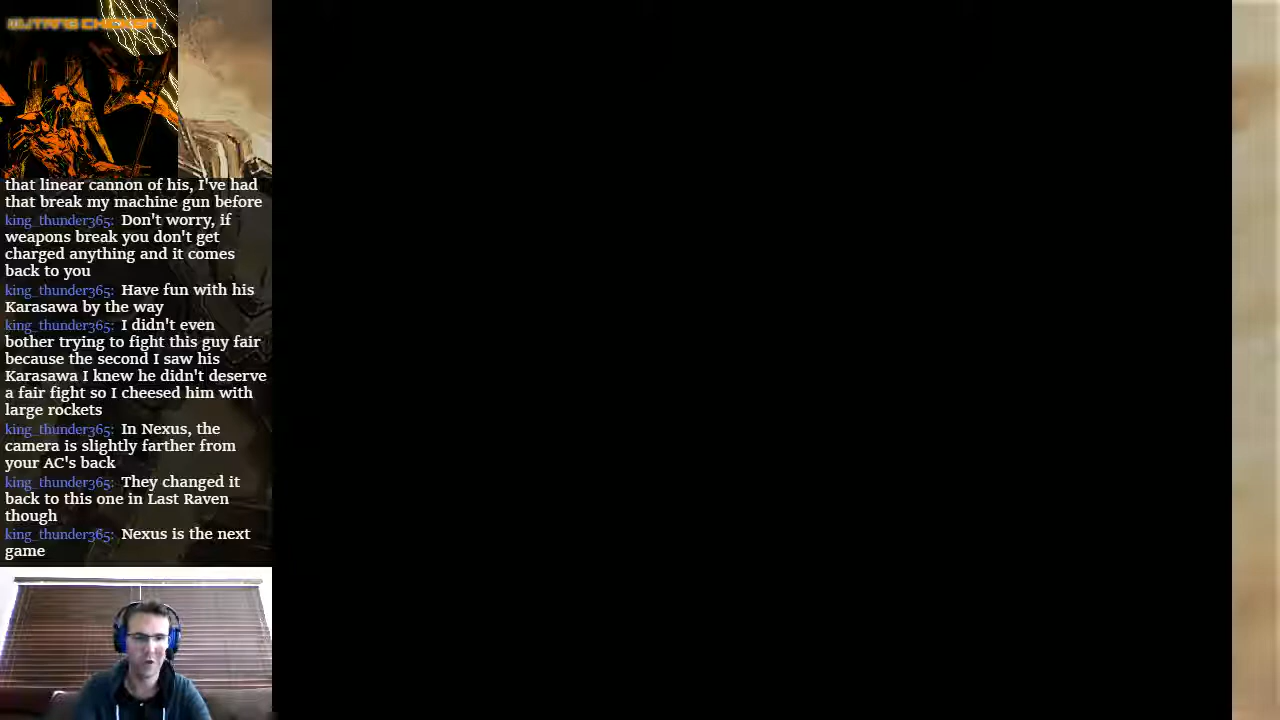 WUTANG CHICKEN
that linear cannon of his, I've had
that break my machine gun before
king_thunder365: Don't worry, if
weapons break you don't get
charged anything and it comes
back to you
king_thunder365: Have fun with his
Karasawa by the way
king_thunder365: I didn't even
bother trying to fight this guy fair
because the second I saw his
Karasawa I knew he didn't deserve
a fair fight so I cheesed him with
large rockets
king_thunder365: In Nexus, the
camera is slightly farther from
your AC's back
king_thunder365: They changed it
back to this one in Last Raven
though
king_thunder365: Nexus is the next
game